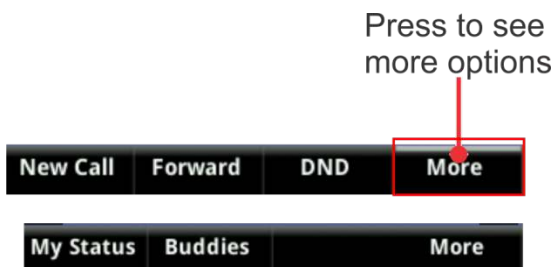 Press to see
more options
New Call Forward DND More
My Status Buddies More